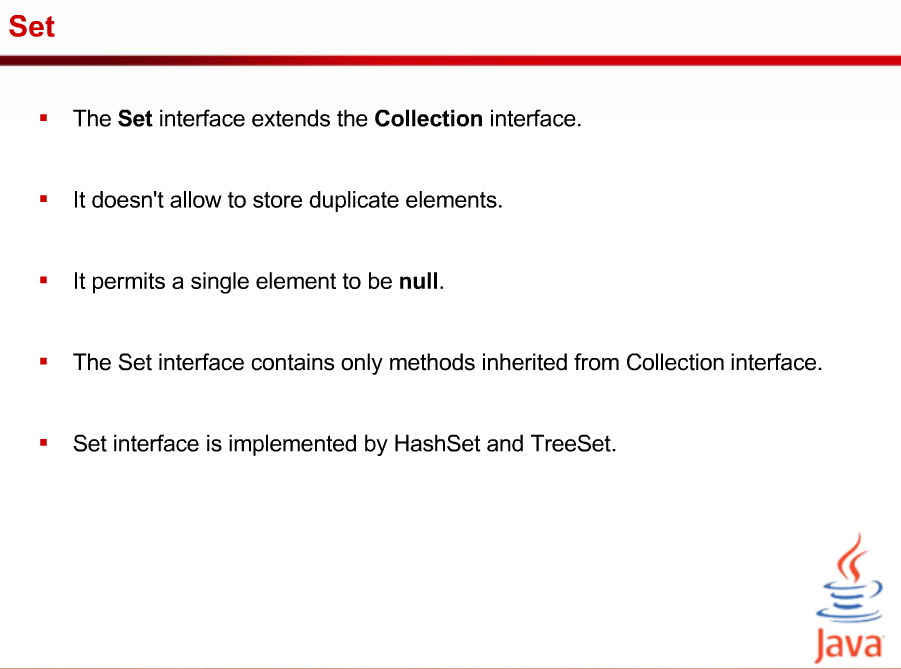 Set
The Set interface extends the Collection interface.
It doesn't allow to store duplicate elements.
It permits a single element to be null.
The Set interface contains only methods inherited from Collection interface.
Set interface is implemented by HashSet and TreeSet.
Java